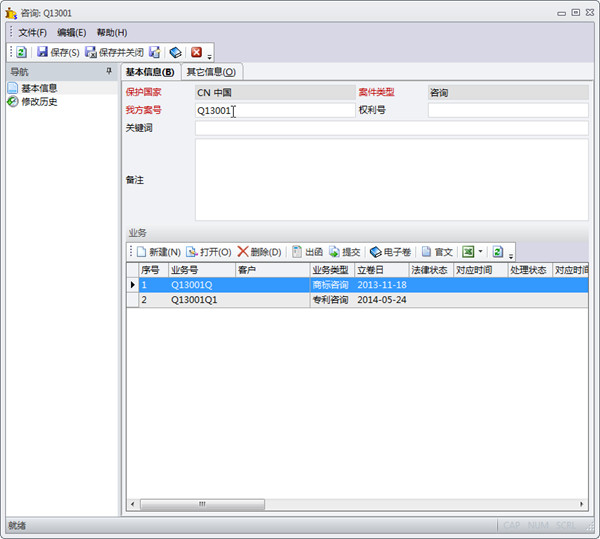 咨询: Q13001
文件(F) 编辑(E) 帮助(H)
保存(S) 保存并关闭
导航
基本信息
修改历史
基本信息(B) 其它信息(O)
保护国家 CN 中国 案件类型 咨询
我方案号 Q13001 权利号
关键词
备注
业务
新建(N) 打开(O) 删除(D) 出函 提交 电子卷 官文
序号 业务号 客户 业务类型 立卷日 法律状态 对应时间 处理状态 对应时间
1 Q13001Q 商标咨询 2013-11-18
2 Q13001Q1 专利咨询 2014-05-24
就绪 CAP NUM SCRL